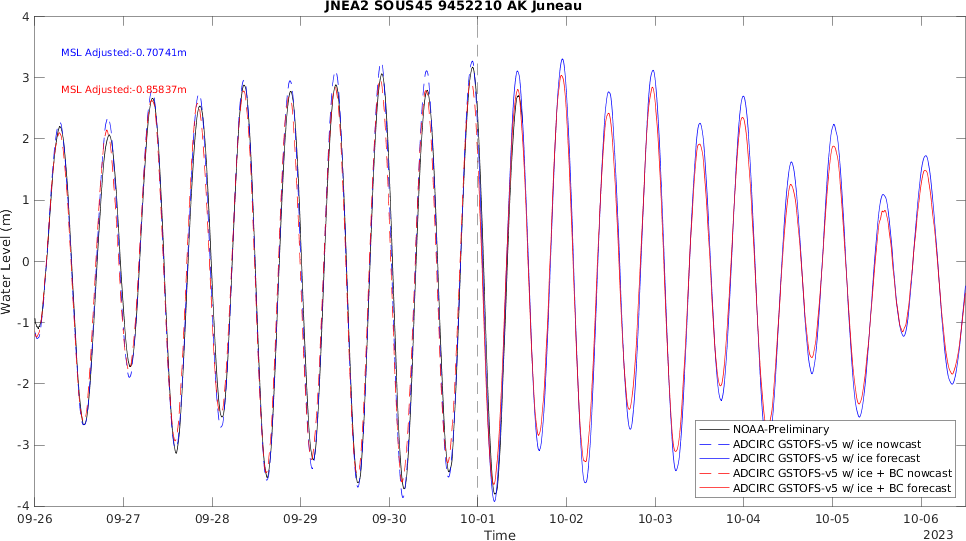 JNEA2 SOUS45 9452210 AK Juneau
MSL Adjusted:-0.70741m
MSL Adjusted:-0.85837m
Water Level (m)
4
3
2
1
0
-1
-2
-3
-4
NOAA-Preliminary
ADCIRC GSTOFS-v5 w/ ice nowcast
ADCIRC GSTOFS-v5 w/ ice forecast
ADCIRC GSTOFS-v5 w/ ice + BC nowcast
ADCIRC GSTOFS-v5 w/ ice + BC forecast
09-26 09-27 09-28 09-29 09-30 10-01 10-02 10-03 10-04 10-05 10-06
Time
2023